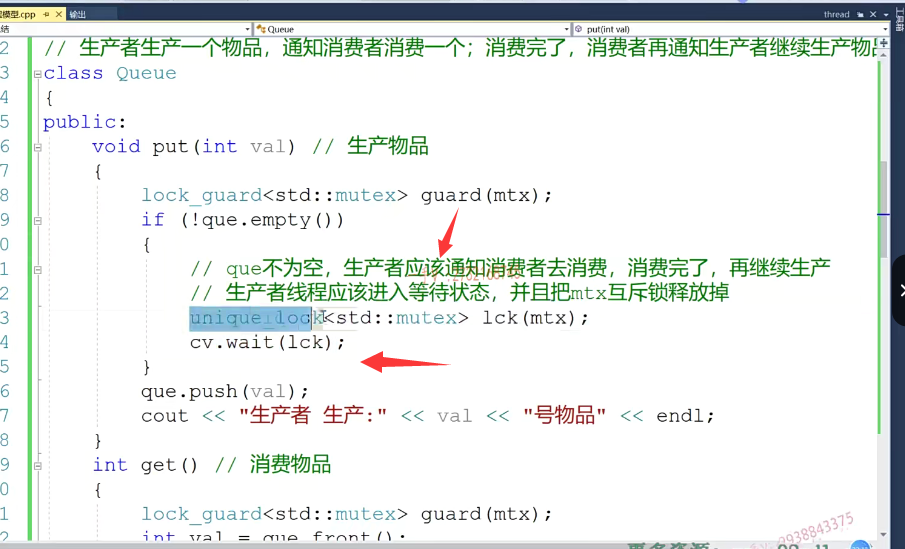 模型.cpp 输出 thread
结 Queue put(int val)
2 // 生产者生产一个物品，通知消费者消费一个；消费完了，消费者再通知生产者继续生产物品
3 class Queue
4 {
5 public:
6 void put(int val) // 生产物品
7 {
8 lock_guard<std::mutex> guard(mtx);
9 if (!que.empty())
0 {
1 // que不为空，生产者应该通知消费者去消费，消费完了，再继续生产
2 // 生产者线程应该进入等待状态，并且把mtx互斥锁释放掉
3 unique_lock<std::mutex> lck(mtx);
4 cv.wait(lck);
5 }
6 que.push(val);
7 cout << "生产者 生产:" << val << "号物品" << endl;
8 }
9 int get() // 消费物品
0 {
1 lock_guard<std::mutex> guard(mtx);
2 int val = que.front();